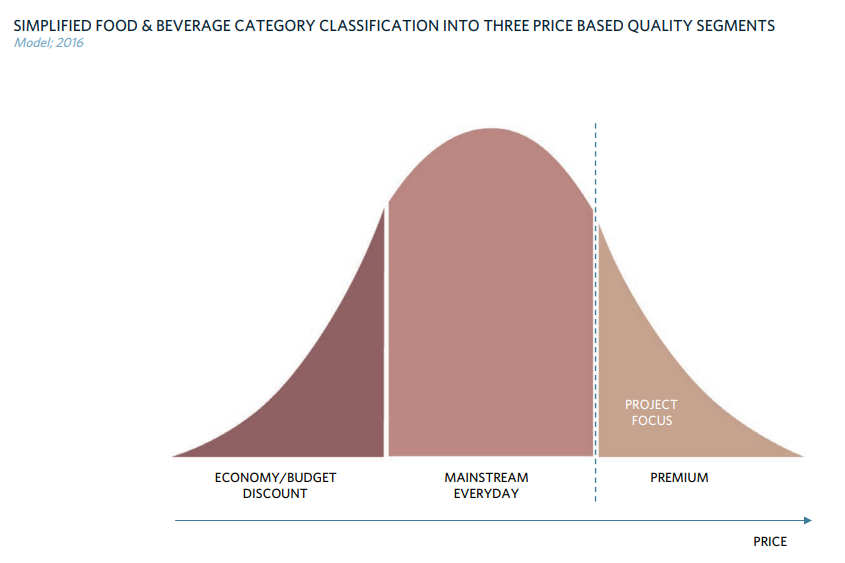 SIMPLIFIED FOOD & BEVERAGE CATEGORY CLASSIFICATION INTO THREE PRICE BASED QUALITY SEGMENTS
Model; 2016
PROJECT
FOCUS
ECONOMY/BUDGET
DISCOUNT
MAINSTREAM
EVERYDAY
PREMIUM
PRICE